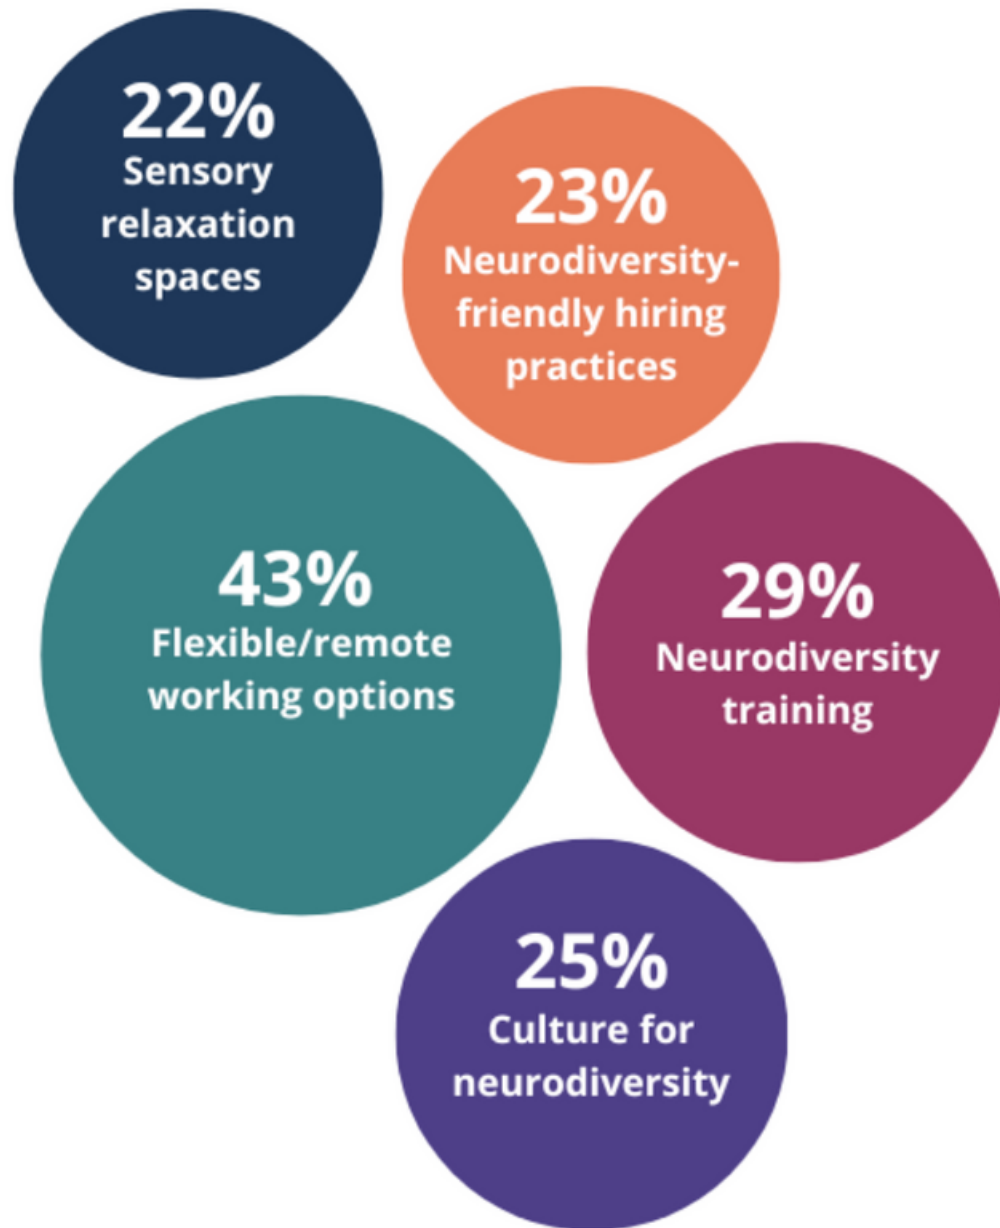 22%
Sensory
relaxation
spaces
23%
Neurodiversity-
friendly hiring
practices
43%
Flexible/remote
working options
29%
Neurodiversity
training
25%
Culture for
neurodiversity